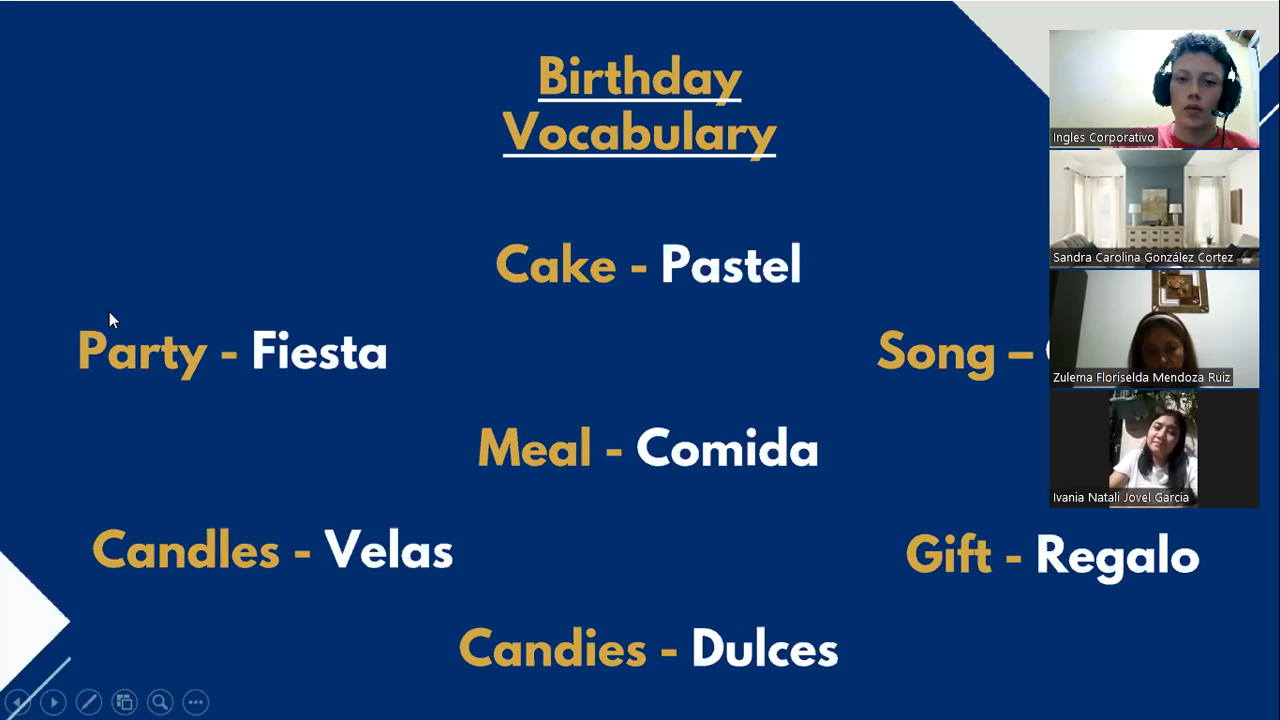 Birthday
Vocabulary
Cake - Pastel
Party - Fiesta
Song –
Meal - Comida
Candles - Velas
Gift - Regalo
Candies - Dulces
Ingles Corporativo
Sandra Carolina González Cortez
Zulema Floriselda Mendoza Ruiz
Ivania Natali Jovel Garcia